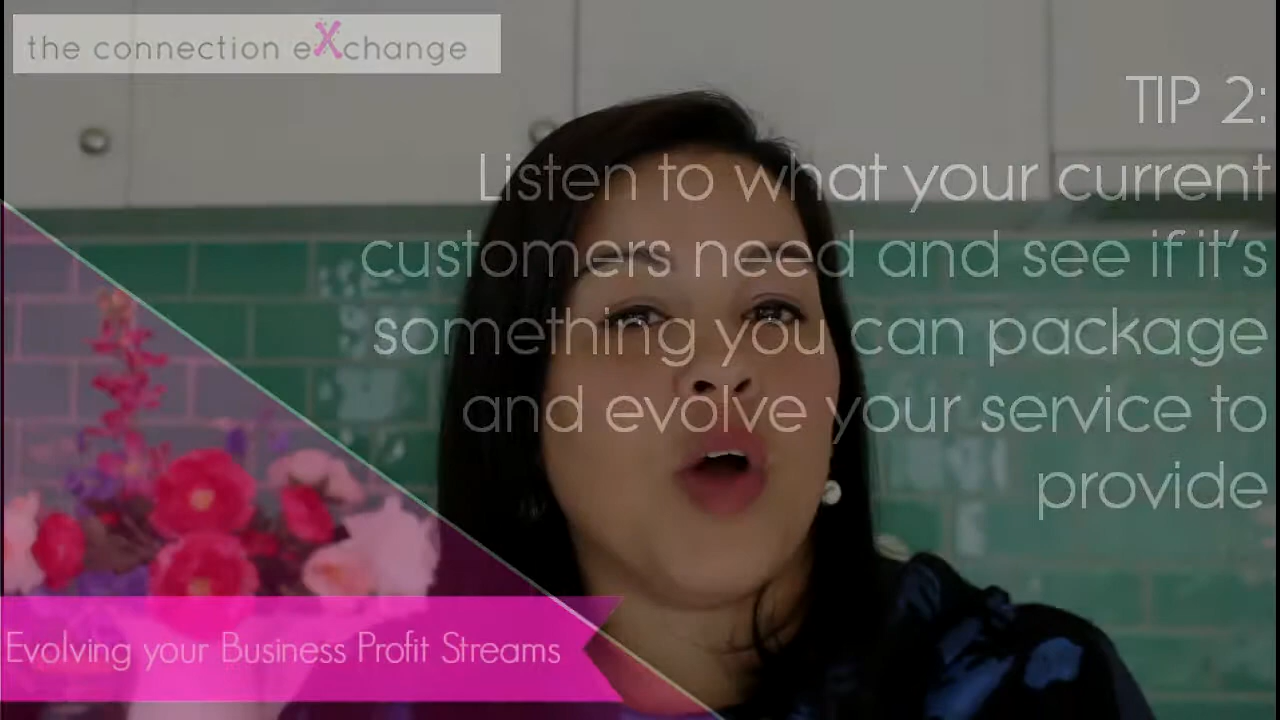 the connection eXchange
TIP 2:
Listen to what your current
customers need and see if it's
something you can package
and evolve your service to
provide
Evolving your Business Profit Streams